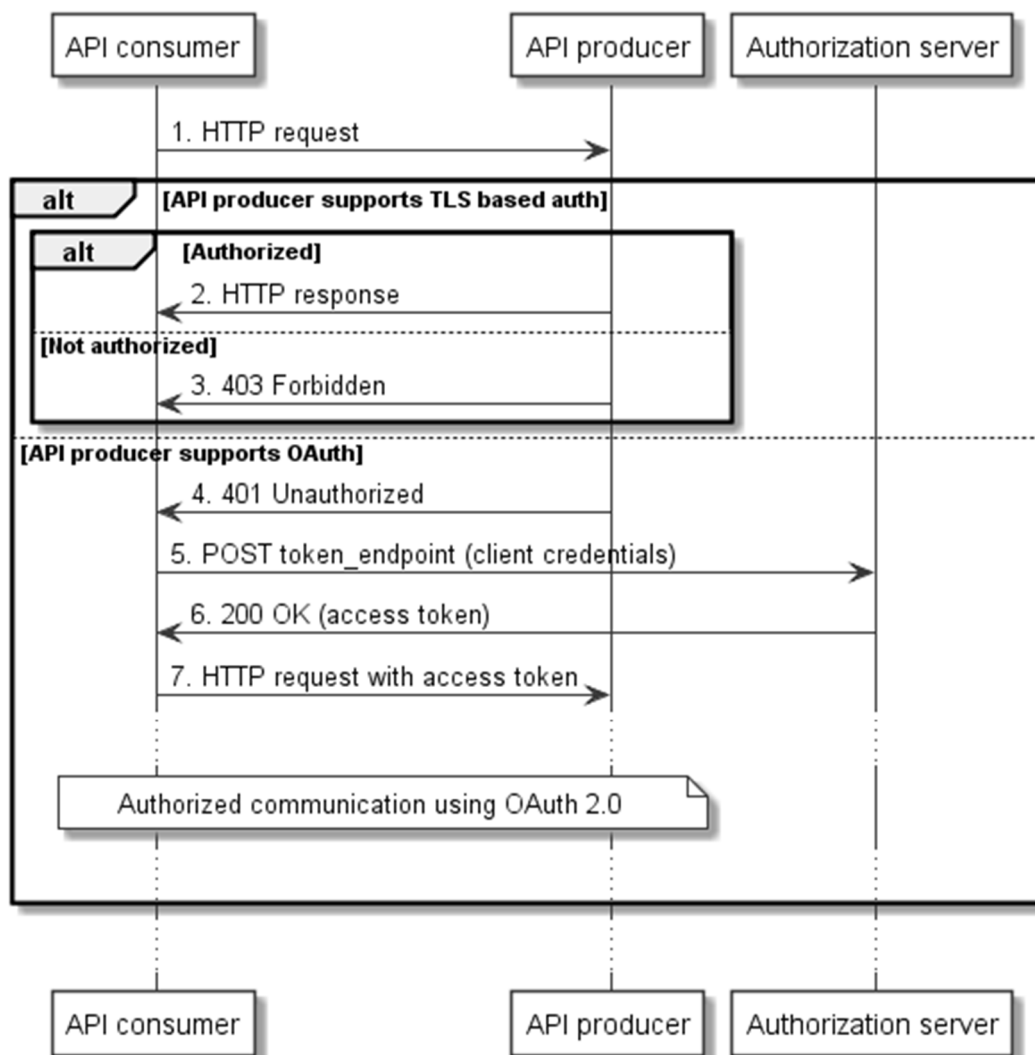 API consumer
API producer
Authorization server
1. HTTP request
alt
[API producer supports TLS based auth]
alt
[Authorized]
2. HTTP response
[Not authorized]
3. 403 Forbidden
[API producer supports OAuth]
4. 401 Unauthorized
5. POST token_endpoint (client credentials)
6. 200 OK (access token)
7. HTTP request with access token
Authorized communication using OAuth 2.0
API consumer
API producer
Authorization server